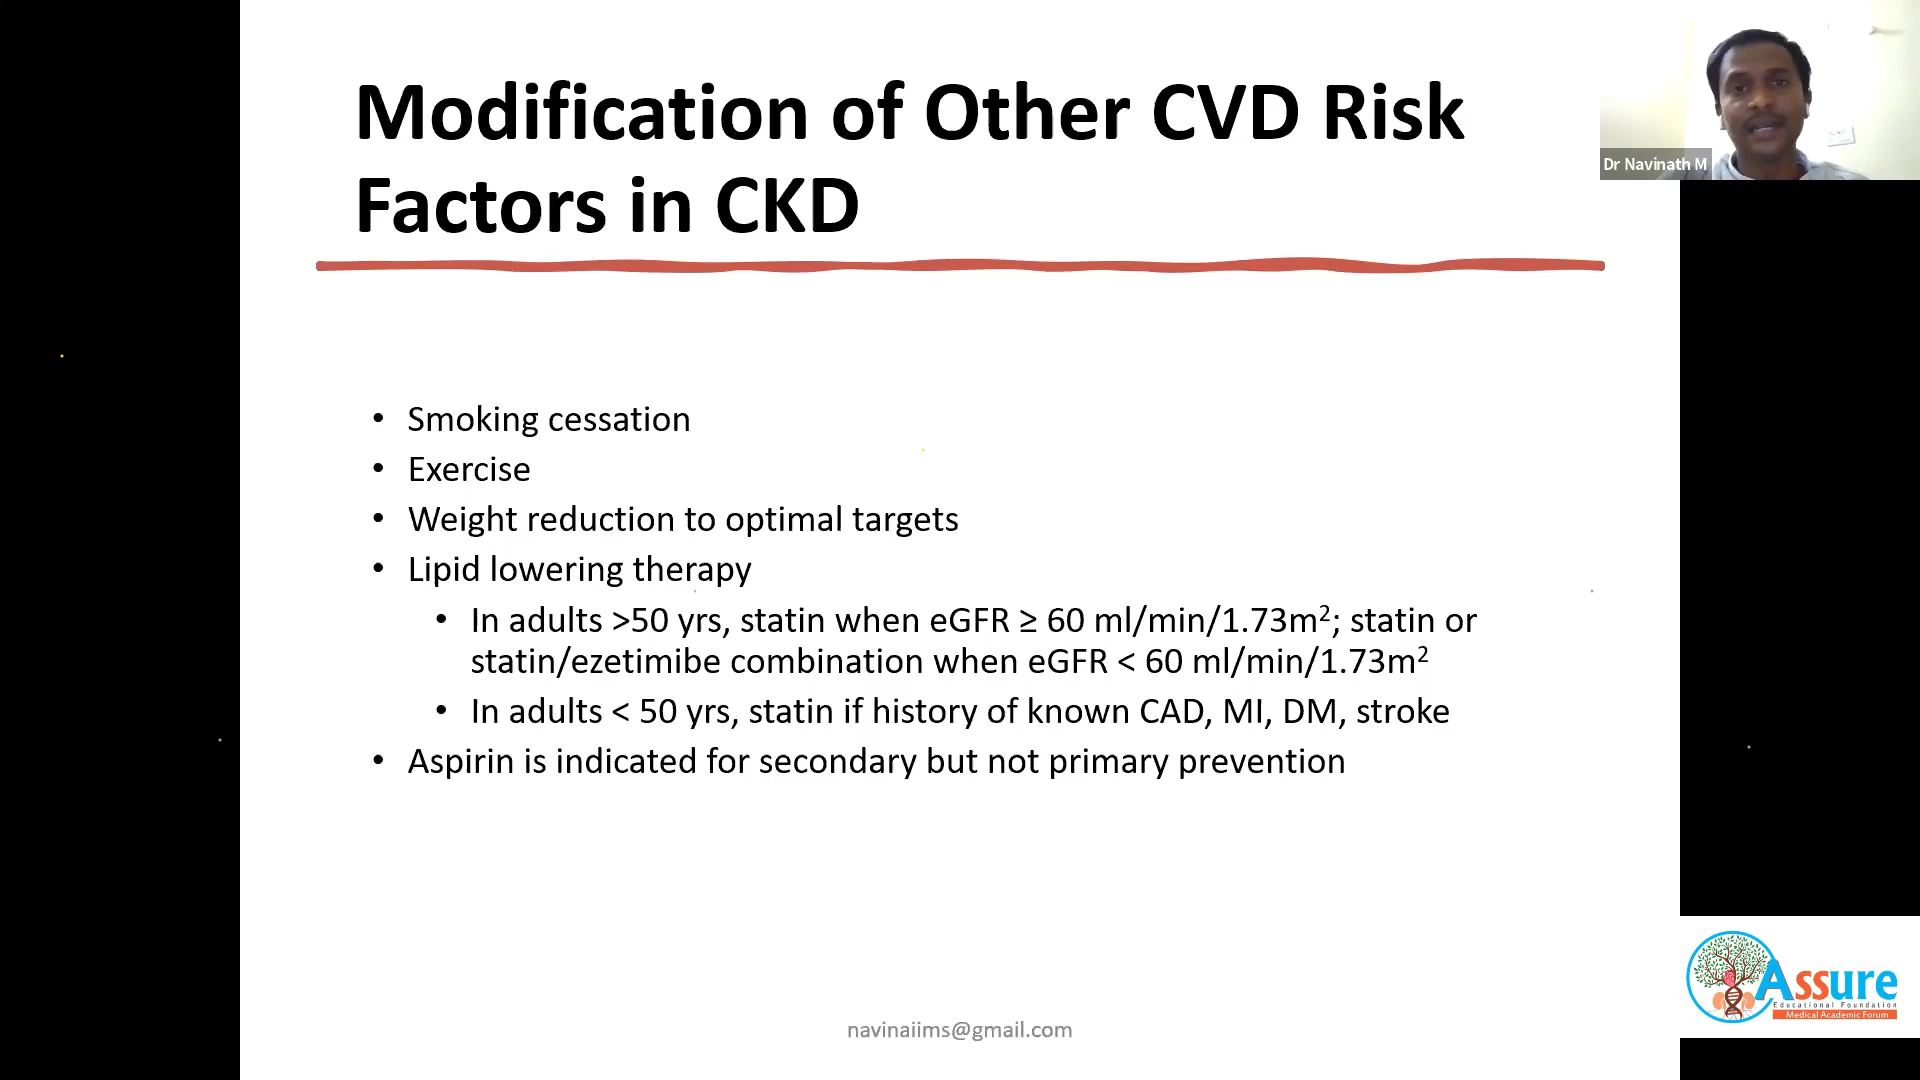 Modification of Other CVD Risk
Factors in CKD
Dr Navinath M
• Smoking cessation
• Exercise
• Weight reduction to optimal targets
• Lipid lowering therapy
• In adults >50 yrs, statin when eGFR ≥ 60 ml/min/1.73m²; statin or
statin/ezetimibe combination when eGFR < 60 ml/min/1.73m²
• In adults < 50 yrs, statin if history of known CAD, MI, DM, stroke
• Aspirin is indicated for secondary but not primary prevention
navinaiims@gmail.com
Assure
Educational Foundation
Medical Academic Forum